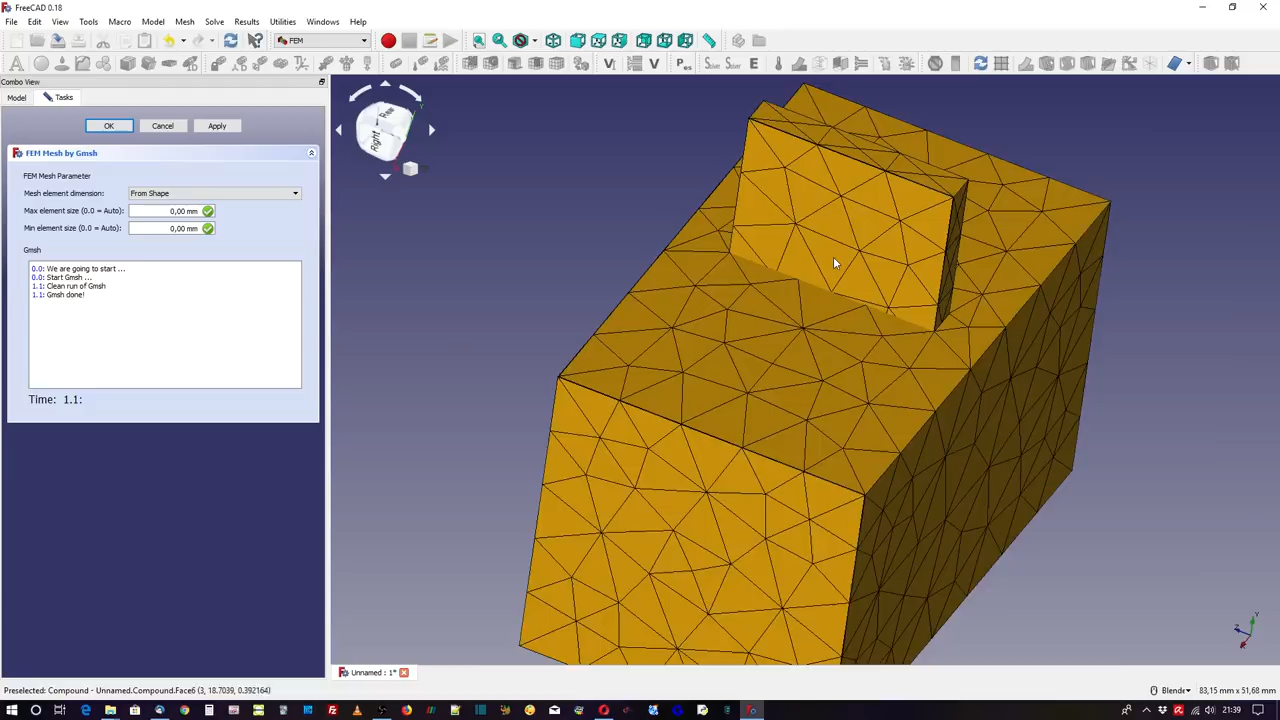 FreeCAD 0.18
File Edit View Tools Macro Model Mesh Solve Results Utilities Windows Help
FEM
Combo View
Model Tasks
OK Cancel Apply
FEM Mesh by Gmsh
FEM Mesh Parameter
Mesh element dimension: From Shape
Max element size (0.0 = Auto): 0,00 mm
Min element size (0.0 = Auto): 0,00 mm
Gmsh
0.0: We are going to start ...
0.0: Start Gmsh ...
1.1: Clean run of Gmsh
1.1: Gmsh done!
Time: 1.1:
Right
Y
Z
Unnamed : 1*
Preselected: Compound - Unnamed.Compound.Face6 (3, 18.7039, 0.392164)
Blender
83,15 mm x 51,68 mm
21:39